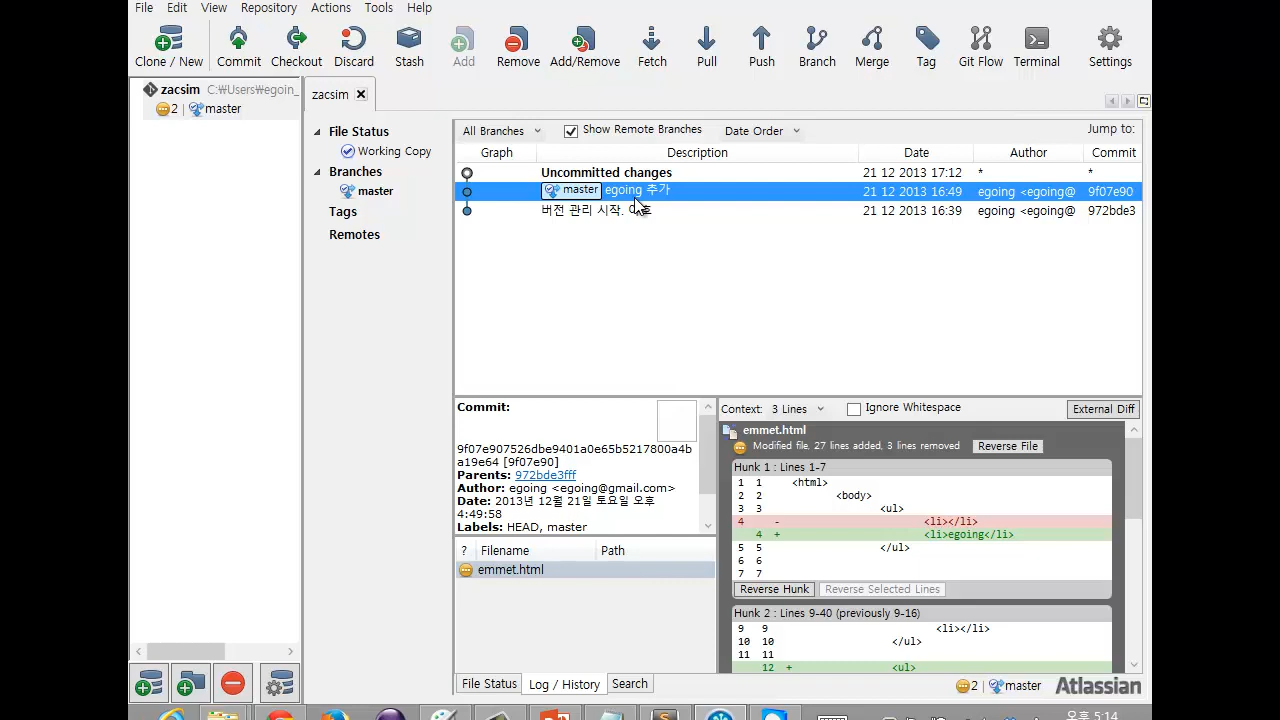 File Edit View Repository Actions Tools Help
Clone / New Commit Checkout Discard Stash Add Remove Add/Remove Fetch Pull Push Branch Merge Tag Git Flow Terminal Settings
zacsim C:₩Users₩egoin_
2 | master
zacsim
File Status
Working Copy
Branches
master
Tags
Remotes
All Branches Show Remote Branches Date Order Jump to:
Graph Description Date Author Commit
Uncommitted changes 21 12 2013 17:12 * *
master egoing 추가 21 12 2013 16:49 egoing <egoing@ 9f07e90
버전 관리 시작. 21 12 2013 16:39 egoing <egoing@ 972bde3
Commit:
9f07e907526dbe9401a0e65b5217800a4b
a19e64 [9f07e90]
Parents: 972bde3fff
Author: egoing <egoing@gmail.com>
Date: 2013년 12월 21일 토요일 오후
4:49:58
Labels: HEAD, master
? Filename Path
emmet.html
Context: 3 Lines Ignore Whitespace External Diff
emmet.html
Modified file, 27 lines added, 3 lines removed Reverse File
Hunk 1 : Lines 1-7
1 1 <html>
2 2 <body>
3 3 <ul>
4 - <li></li>
4 + <li>egoing</li>
5 5 </ul>
6 6
7 7
Reverse Hunk Reverse Selected Lines
Hunk 2 : Lines 9-40 (previously 9-16)
9 9 <li></li>
10 10 </ul>
11 11
12 + <ul>
File Status Log / History Search
2 master Atlassian
오후 5:14